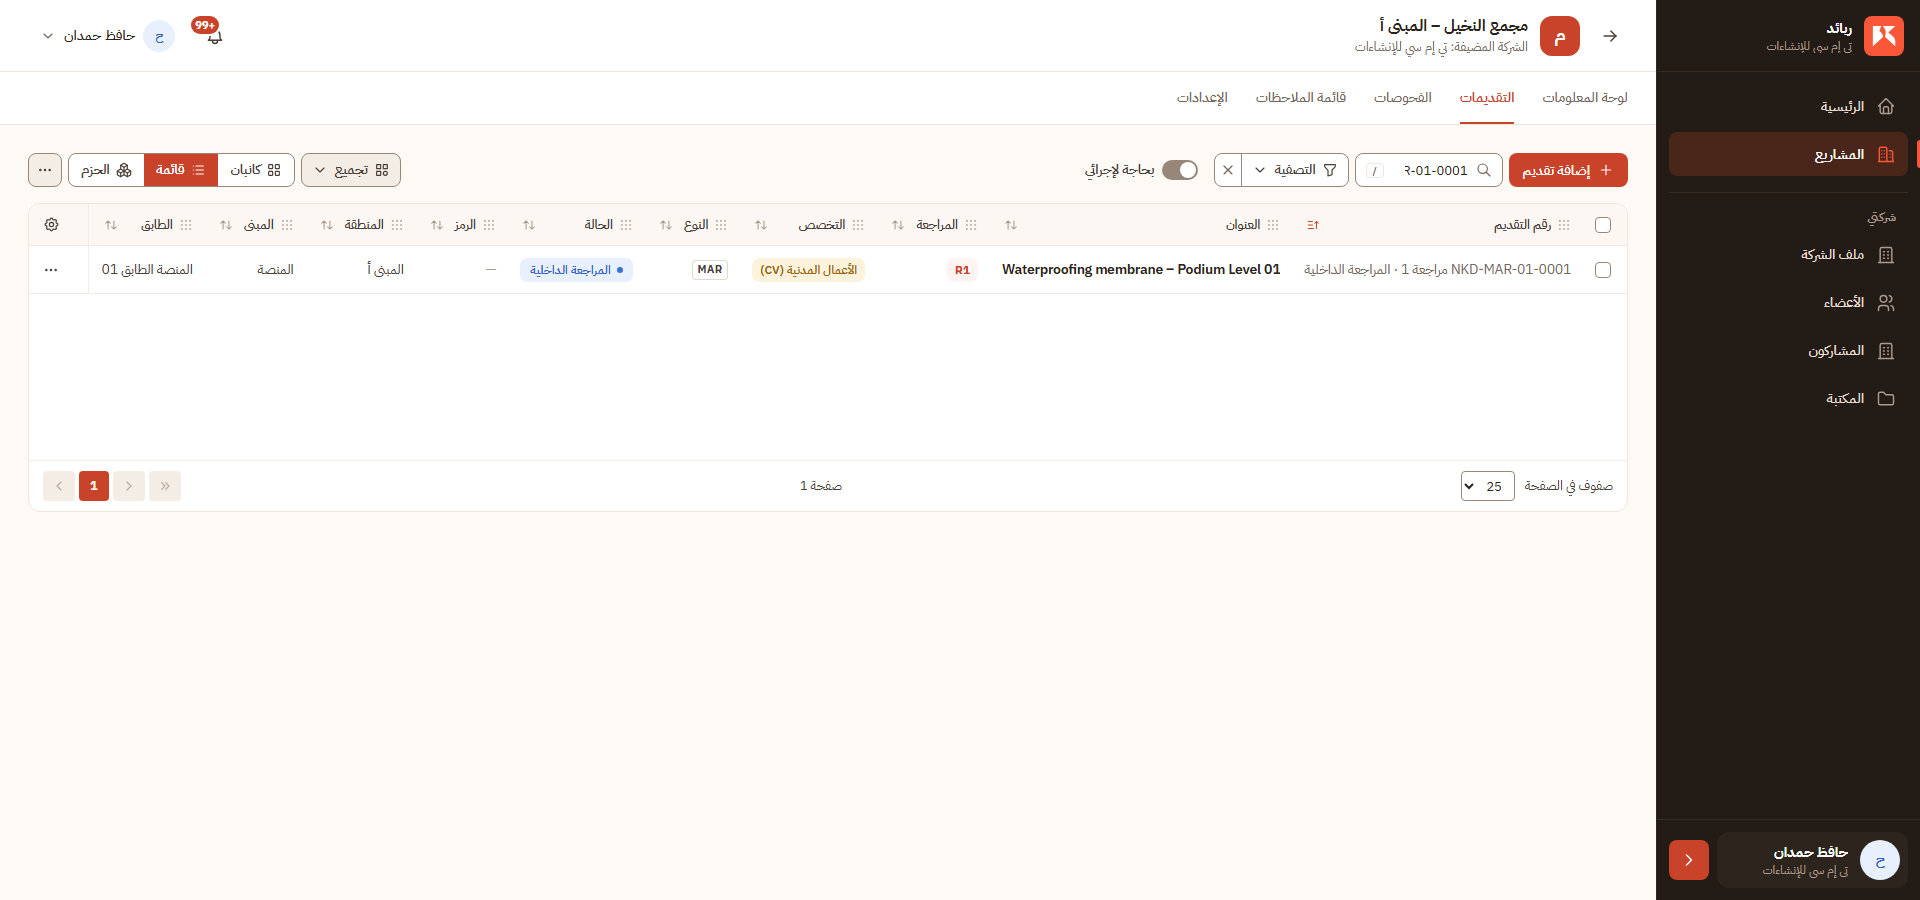 ربائد
تي إم سي للإنشاءات
الرئيسية
المشاريع
شركتي
ملف الشركة
الأعضاء
المشاركون
المكتبة
ح
حافظ حمدان
تي إم سي للإنشاءات
م
مجمع النخيل – المبنى أ
الشركة المضيفة: تي إم سي للإنشاءات
99+
ح
حافظ حمدان
لوحة المعلومات
التقديمات
الفحوصات
قائمة الملاحظات
الإعدادات
إضافة تقديم
R-01-0001
/
التصفية
بحاجة لإجرائي
تجميع
كانبان
قائمة
الحزم
رقم التقديم
العنوان
المراجعة
التخصص
النوع
الحالة
الرمز
المنطقة
المبنى
الطابق
NKD-MAR-01-0001 مراجعة 1 · المراجعة الداخلية
Waterproofing membrane – Podium Level 01
R1
الأعمال المدنية (CV)
MAR
المراجعة الداخلية
—
المبنى أ
المنصة
المنصة الطابق 01
صفوف في الصفحة
25
صفحة 1
1